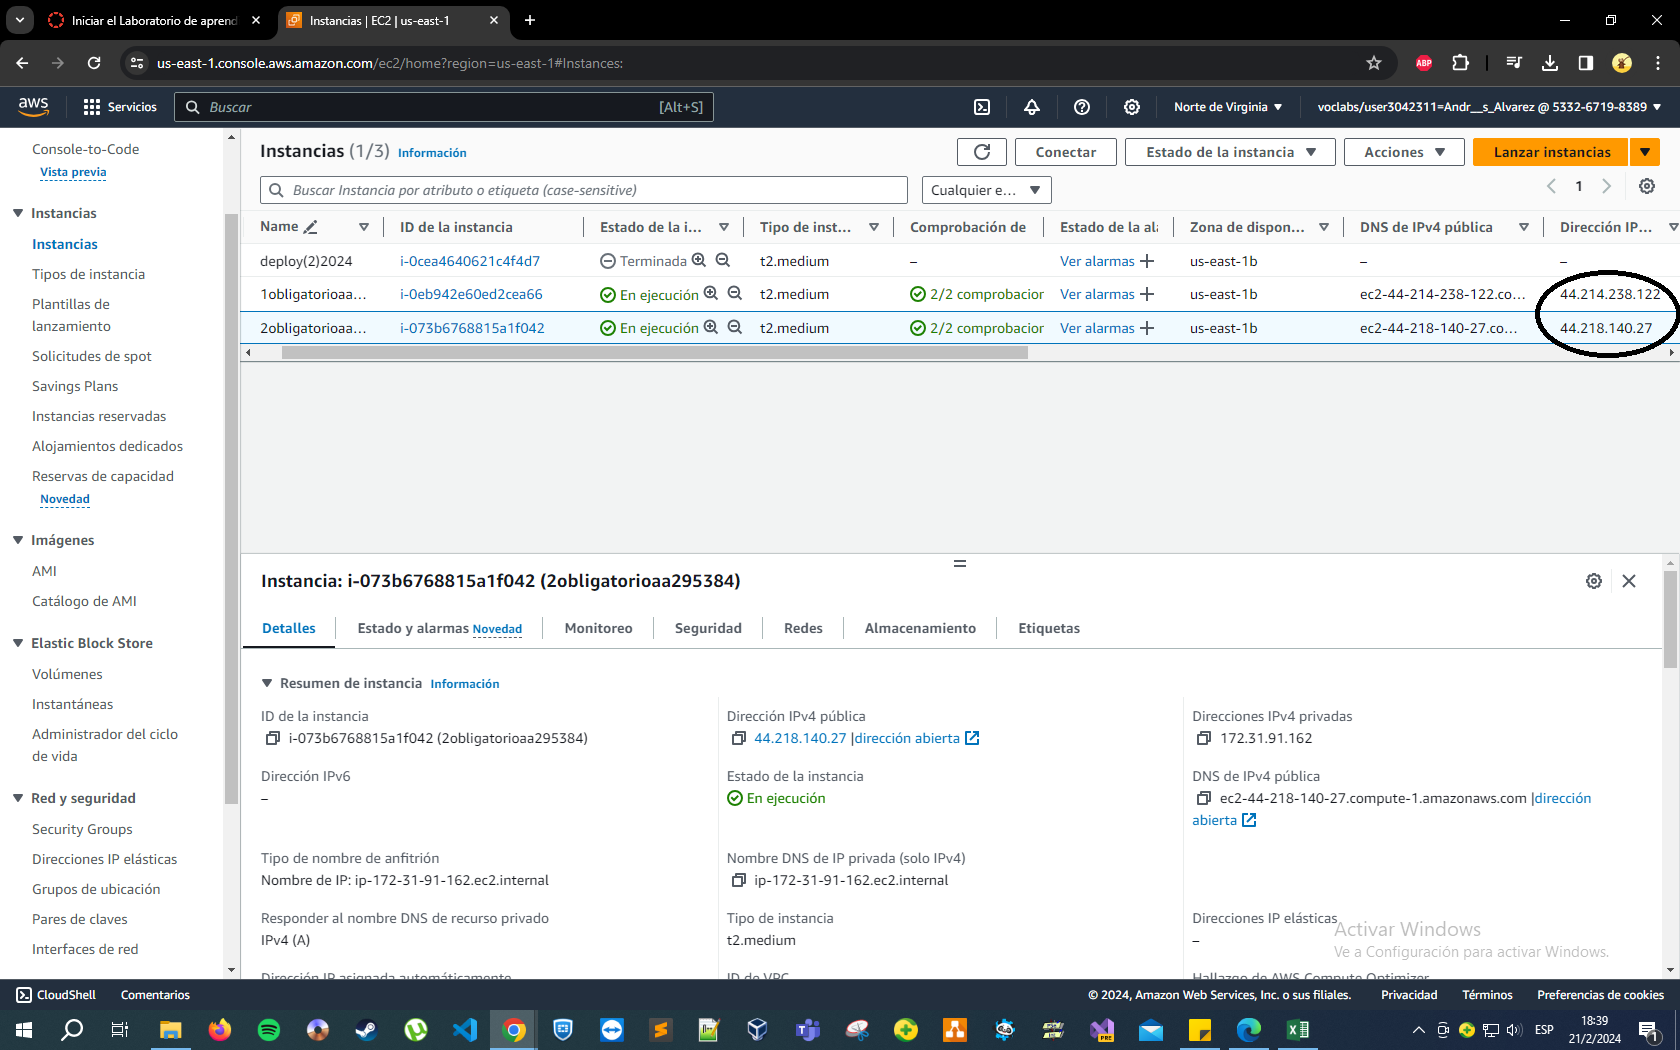 Iniciar el Laboratorio de aprend
Instancias | EC2 | us-east-1
us-east-1.console.aws.amazon.com/ec2/home?region=us-east-1#Instances:
ABP
aws
Servicios
Buscar
[Alt+S]
Norte de Virginia
voclabs/user3042311=Andr__s_Alvarez @ 5332-6719-8389
Console-to-Code
Vista previa
Instancias
Instancias
Tipos de instancia
Plantillas de
lanzamiento
Solicitudes de spot
Savings Plans
Instancias reservadas
Alojamientos dedicados
Reservas de capacidad
Novedad
Imágenes
AMI
Catálogo de AMI
Elastic Block Store
Volúmenes
Instantáneas
Administrador del ciclo
de vida
Red y seguridad
Security Groups
Direcciones IP elásticas
Grupos de ubicación
Pares de claves
Interfaces de red
Instancias (1/3) Información
Conectar
Estado de la instancia
Acciones
Lanzar instancias
Buscar Instancia por atributo o etiqueta (case-sensitive)
Cualquier e...
1
Name ID de la instancia Estado de la i... Tipo de inst... Comprobación de Estado de la ala Zona de dispon... DNS de IPv4 pública Dirección IP...
deploy(2)2024 i-0cea4640621c4f4d7 Terminada t2.medium – Ver alarmas us-east-1b – –
1obligatorioaa... i-0eb942e60ed2cea66 En ejecución t2.medium 2/2 comprobacior Ver alarmas us-east-1b ec2-44-214-238-122.co... 44.214.238.122
2obligatorioaa... i-073b6768815a1f042 En ejecución t2.medium 2/2 comprobacior Ver alarmas us-east-1b ec2-44-218-140-27.co... 44.218.140.27
Instancia: i-073b6768815a1f042 (2obligatorioaa295384)
Detalles Estado y alarmas Novedad Monitoreo Seguridad Redes Almacenamiento Etiquetas
Resumen de instancia Información
ID de la instancia
i-073b6768815a1f042 (2obligatorioaa295384)
Dirección IPv4 pública
44.218.140.27 |dirección abierta
Direcciones IPv4 privadas
172.31.91.162
Dirección IPv6
–
Estado de la instancia
En ejecución
DNS de IPv4 pública
ec2-44-218-140-27.compute-1.amazonaws.com |dirección
abierta
Tipo de nombre de anfitrión
Nombre de IP: ip-172-31-91-162.ec2.internal
Nombre DNS de IP privada (solo IPv4)
ip-172-31-91-162.ec2.internal
Responder al nombre DNS de recurso privado
IPv4 (A)
Tipo de instancia
t2.medium
Direcciones IP elásticas
–
Dirección IP asignada automáticamente
ID de VPC
Hallazgo de AWS Compute Optimizer
Activar Windows
Ve a Configuración para activar Windows.
CloudShell
Comentarios
© 2024, Amazon Web Services, Inc. o sus filiales.
Privacidad
Términos
Preferencias de cookies
PRE
ESP
18:39
21/2/2024
1